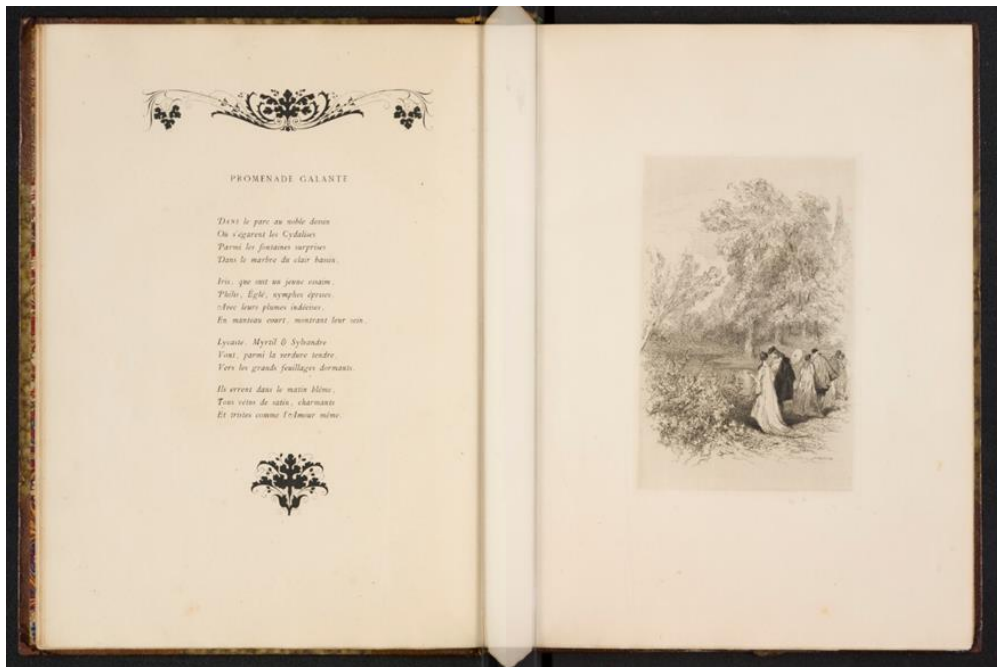 PROMENADE GALANTE
DANS le parc au noble dessin
Où s'égarent les Cydalises
Parmi les fontaines surprises
Dans le marbre du clair bassin,
Iris, que suit un jeune essaim,
Philis, Églé, nymphes éprises,
Avec leurs plumes indécises,
En manteau court, montrant leur sein,
Lycaste, Myrtil & Sylvandre
Vont, parmi la verdure tendre,
Vers les grands feuillages dormants.
Ils errent dans le matin blême,
Tous vêtus de satin, charmants
Et tristes comme l'Amour même.